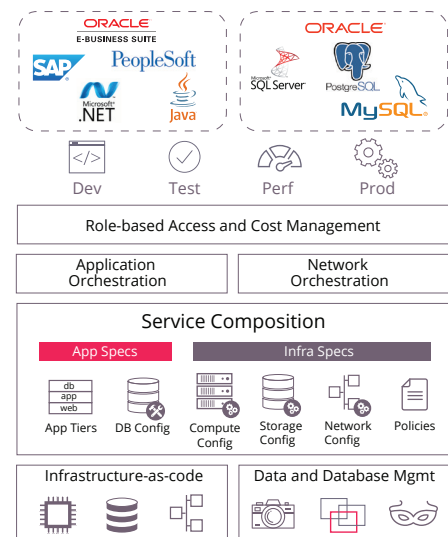 ORACLE
E-BUSINESS SUITE
SAP
PeopleSoft
Microsoft®
.NET
Java
ORACLE
Microsoft®
SQL Server
PostgreSQL
MySQL®
</>
Dev
Test
Perf
Prod
Role-based Access and Cost Management
Application
Orchestration
Network
Orchestration
Service Composition
App Specs
Infra Specs
db
app
web
App Tiers
DB Config
Compute
Config
Storage
Config
Network
Config
Policies
Infrastructure-as-code
Data and Database Mgmt